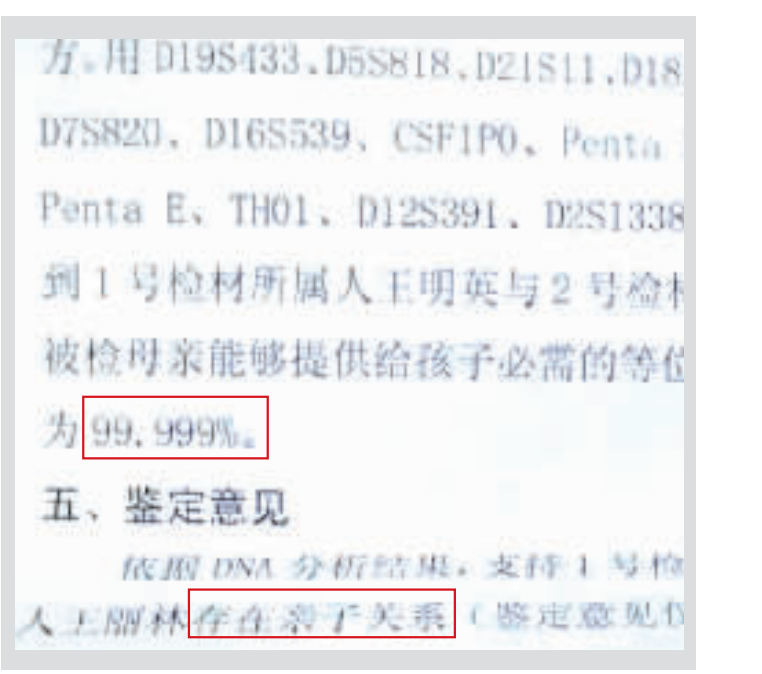 方。用 D19S433、D5S818、D21S11、D18
D7S820、D16S539、CSF1PO、Penta
Penta E、TH01、D12S391、D2S1338
到 1 号检材所属人王明英与 2 号检材
被检母亲能够提供给孩子必需的等位
为 99.999%。
五、鉴定意见
依据 DNA 分析结果，支持 1 号检
人王丽林存在亲子关系（鉴定意见仅